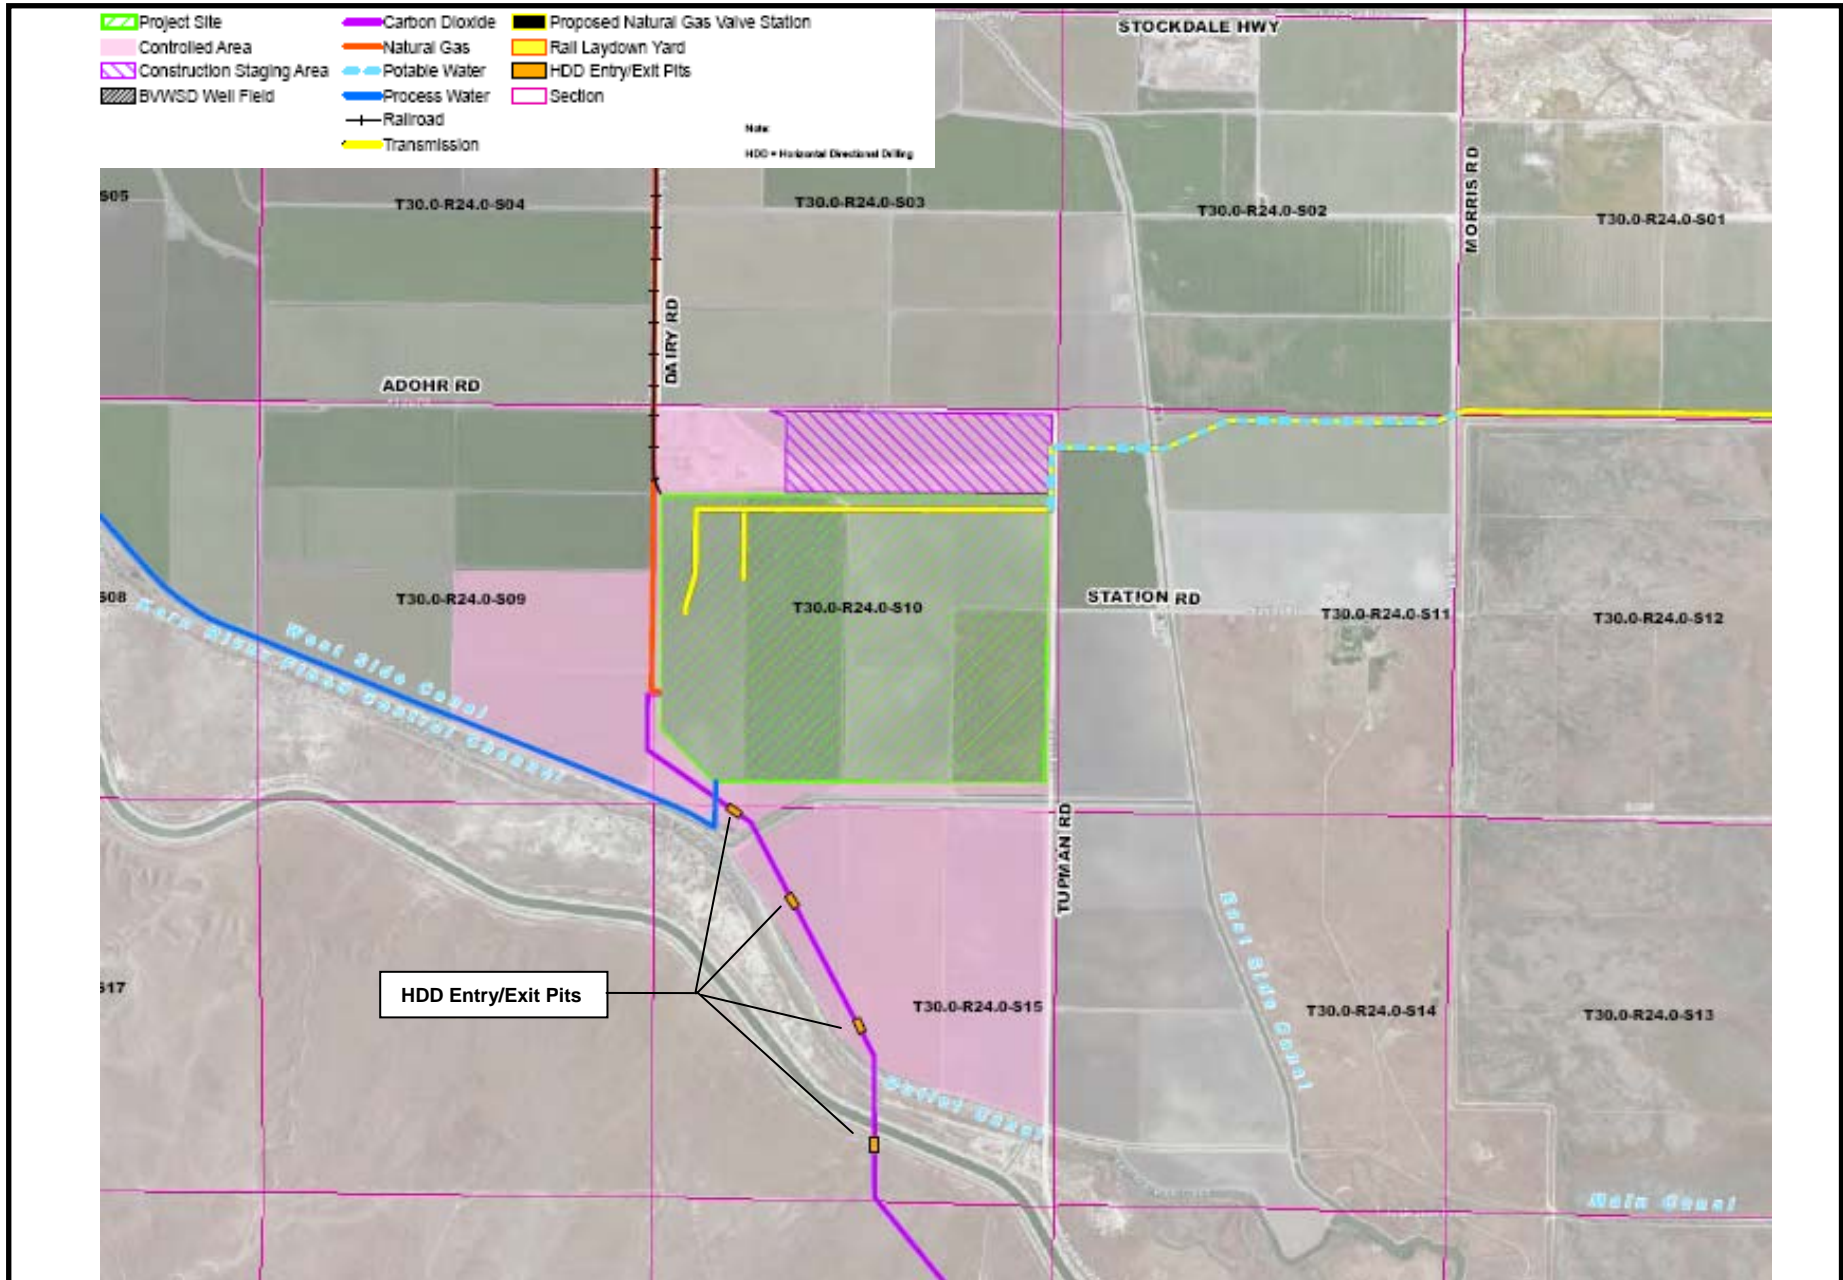 Project Site
Controlled Area
Construction Staging Area
BVWSD Well Field
Carbon Dioxide
Natural Gas
Potable Water
Process Water
Railroad
Transmission
Proposed Natural Gas Valve Station
Rail Laydown Yard
HDD Entry/Exit Pits
Section
Note:
HDD = Horizontal Directional Drilling
STOCKDALE HWY
MORRIS RD
S05
T30.0-R24.0-S04
T30.0-R24.0-S03
T30.0-R24.0-S02
T30.0-R24.0-S01
DAIRY RD
ADOHR RD
S08
T30.0-R24.0-S09
T30.0-R24.0-S10
STATION RD
T30.0-R24.0-S11
T30.0-R24.0-S12
West Side Canal
Kern River Flood Control Channel
TUPMAN RD
East Side Canal
S17
HDD Entry/Exit Pits
T30.0-R24.0-S15
T30.0-R24.0-S14
T30.0-R24.0-S13
Outlet Canal
Main Canal